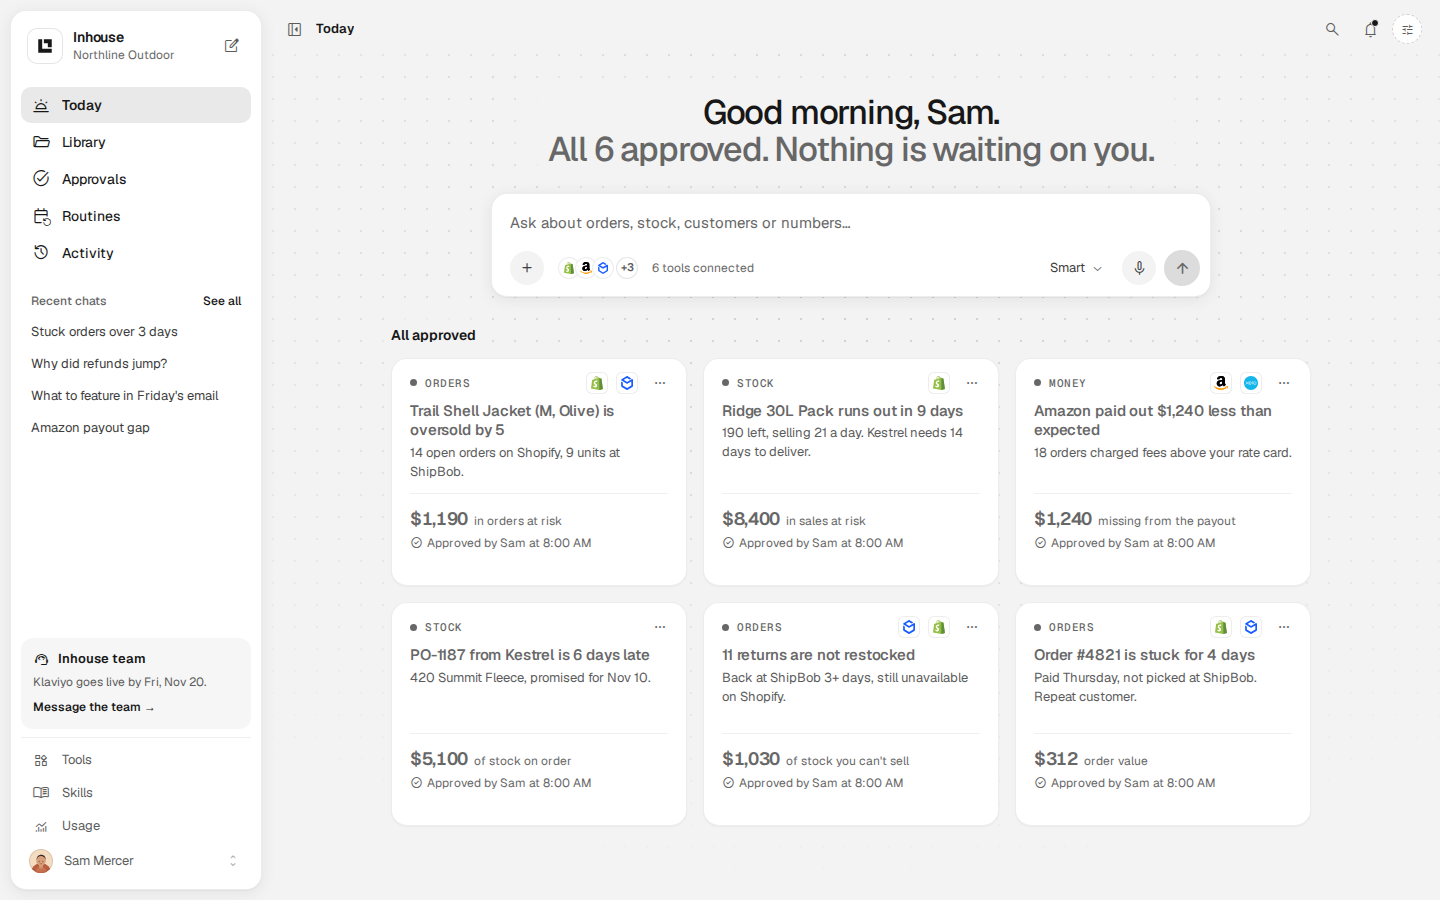 Inhouse
Northline Outdoor
Today
Library
Approvals
Routines
Activity
Recent chats
See all
Stuck orders over 3 days
Why did refunds jump?
What to feature in Friday's email
Amazon payout gap
Inhouse team
Klaviyo goes live by Fri, Nov 20.
Message the team →
Tools
Skills
Usage
Sam Mercer
Today
Good morning, Sam.
All 6 approved. Nothing is waiting on you.
Ask about orders, stock, customers or numbers...
+3
6 tools connected
Smart
All approved
ORDERS
Trail Shell Jacket (M, Olive) is
oversold by 5
14 open orders on Shopify, 9 units at
ShipBob.
$1,190 in orders at risk
Approved by Sam at 8:00 AM
STOCK
Ridge 30L Pack runs out in 9 days
190 left, selling 21 a day. Kestrel needs 14
days to deliver.
$8,400 in sales at risk
Approved by Sam at 8:00 AM
MONEY
Amazon paid out $1,240 less than
expected
18 orders charged fees above your rate card.
$1,240 missing from the payout
Approved by Sam at 8:00 AM
STOCK
PO-1187 from Kestrel is 6 days late
420 Summit Fleece, promised for Nov 10.
$5,100 of stock on order
Approved by Sam at 8:00 AM
ORDERS
11 returns are not restocked
Back at ShipBob 3+ days, still unavailable
on Shopify.
$1,030 of stock you can't sell
Approved by Sam at 8:00 AM
ORDERS
Order #4821 is stuck for 4 days
Paid Thursday, not picked at ShipBob.
Repeat customer.
$312 order value
Approved by Sam at 8:00 AM